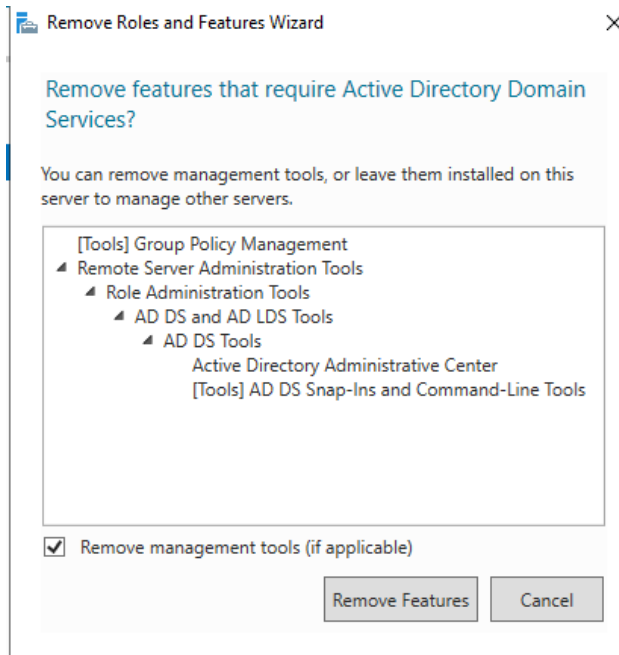 Remove Roles and Features Wizard
Remove features that require Active Directory Domain
Services?
You can remove management tools, or leave them installed on this
server to manage other servers.
[Tools] Group Policy Management
Remote Server Administration Tools
Role Administration Tools
AD DS and AD LDS Tools
AD DS Tools
Active Directory Administrative Center
[Tools] AD DS Snap-Ins and Command-Line Tools
Remove management tools (if applicable)
Remove Features
Cancel